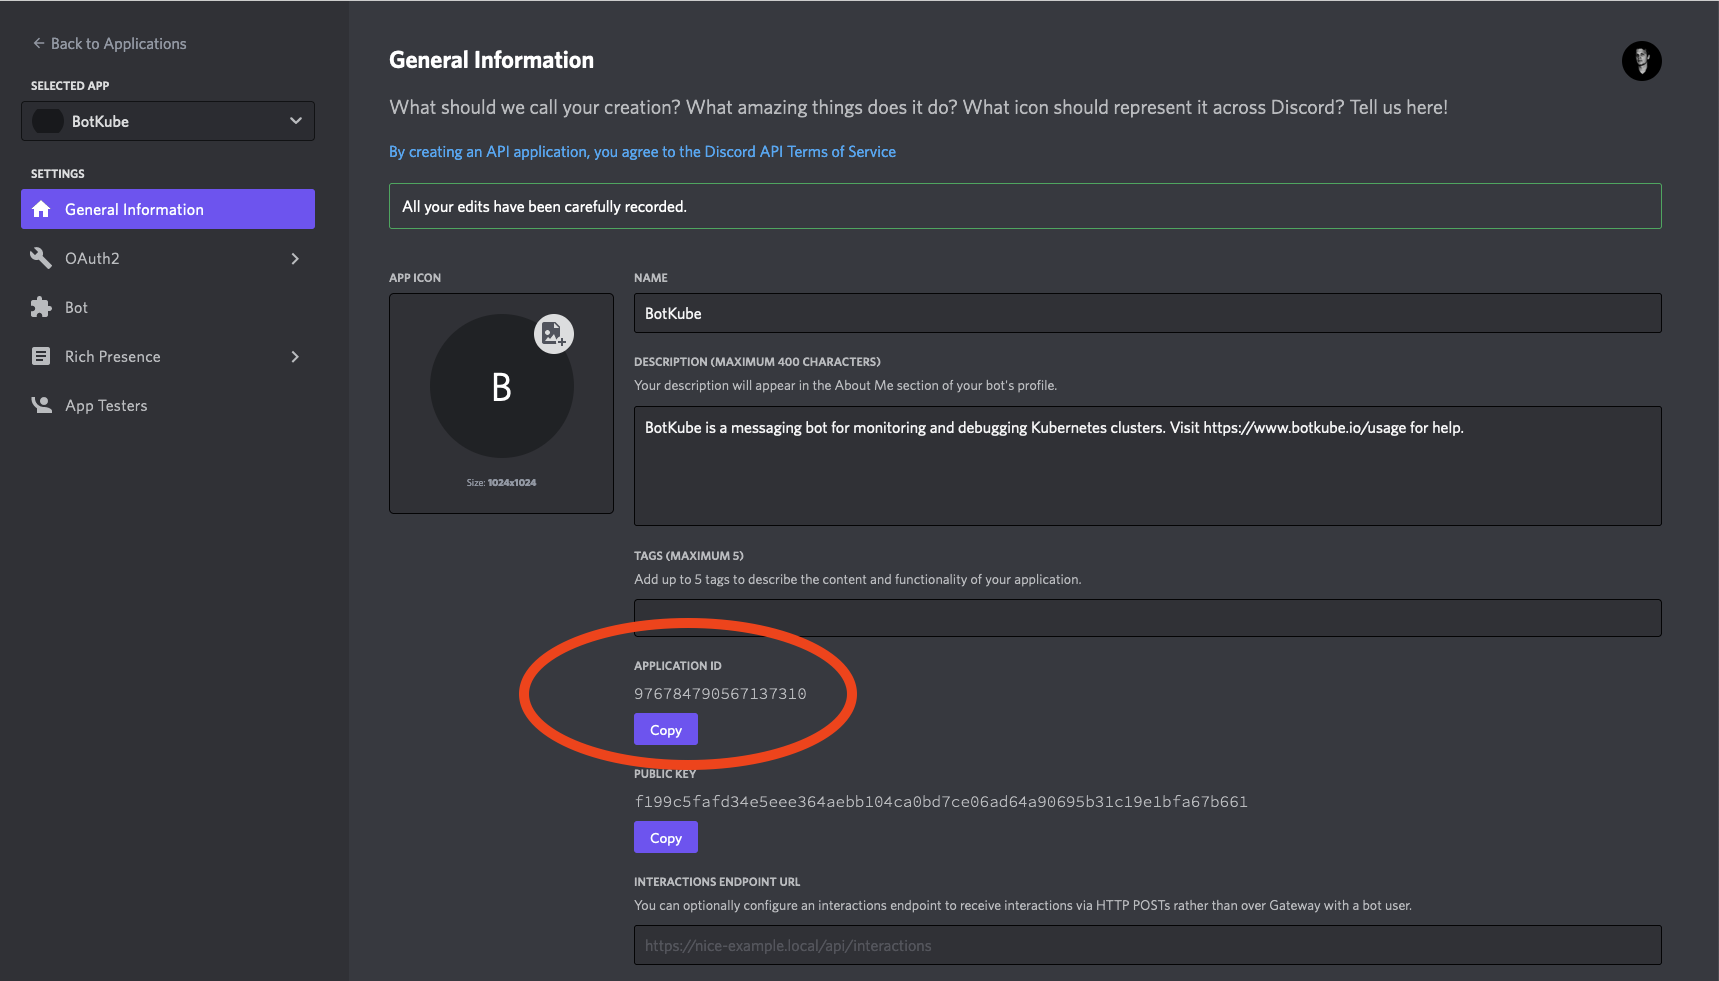 Back to Applications
SELECTED APP
BotKube
SETTINGS
General Information
OAuth2
Bot
Rich Presence
App Testers
General Information
What should we call your creation? What amazing things does it do? What icon should represent it across Discord? Tell us here!
By creating an API application, you agree to the Discord API Terms of Service
All your edits have been carefully recorded.
APP ICON
B
Size: 1024x1024
NAME
BotKube
DESCRIPTION (MAXIMUM 400 CHARACTERS)
Your description will appear in the About Me section of your bot's profile.
BotKube is a messaging bot for monitoring and debugging Kubernetes clusters. Visit https://www.botkube.io/usage for help.
TAGS (MAXIMUM 5)
Add up to 5 tags to describe the content and functionality of your application.
APPLICATION ID
976784790567137310
Copy
PUBLIC KEY
f199c5fafd34e5eee364aebb104ca0bd7ce06ad64a90695b31c19e1bfa67b661
Copy
INTERACTIONS ENDPOINT URL
You can optionally configure an interactions endpoint to receive interactions via HTTP POSTs rather than over Gateway with a bot user.
https://nice-example.local/api/interactions